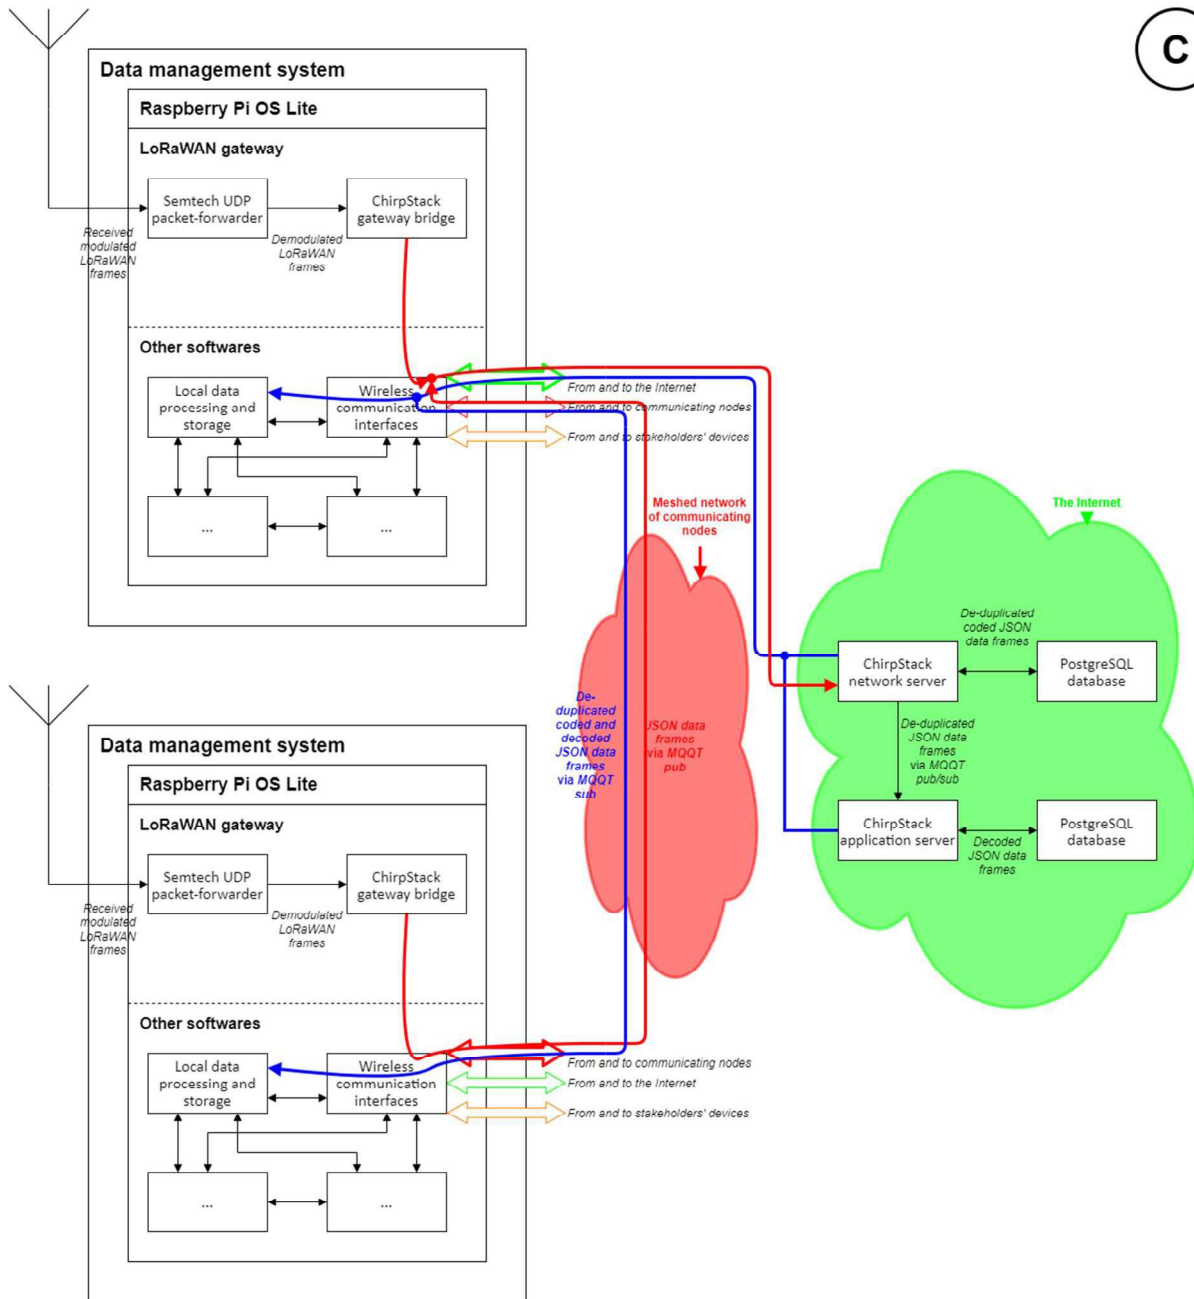 C
Data management system
Raspberry Pi OS Lite
LoRaWAN gateway
Semtech UDP
packet-forwarder
ChirpStack
gateway bridge
Received
modulated
LoRaWAN
frames
Demodulated
LoRaWAN
frames
Other softwares
Local data
processing and
storage
Wireless
communication
interfaces
...
...
From and to the Internet
From and to communicating nodes
From and to stakeholders' devices
Meshed network
of communicating
nodes
De-
duplicated
coded and
decoded
JSON data
frames
via MQQT
sub
JSON data
frames
via MQQT
pub
The Internet
ChirpStack
network server
De-duplicated
coded JSON
data frames
PostgreSQL
database
De-duplicated
JSON data
frames
via MQQT
pub/sub
ChirpStack
application server
Decoded
JSON data
frames
PostgreSQL
database
Data management system
Raspberry Pi OS Lite
LoRaWAN gateway
Semtech UDP
packet-forwarder
ChirpStack
gateway bridge
Received
modulated
LoRaWAN
frames
Demodulated
LoRaWAN
frames
Other softwares
Local data
processing and
storage
Wireless
communication
interfaces
...
...
From and to communicating nodes
From and to the Internet
From and to stakeholders' devices